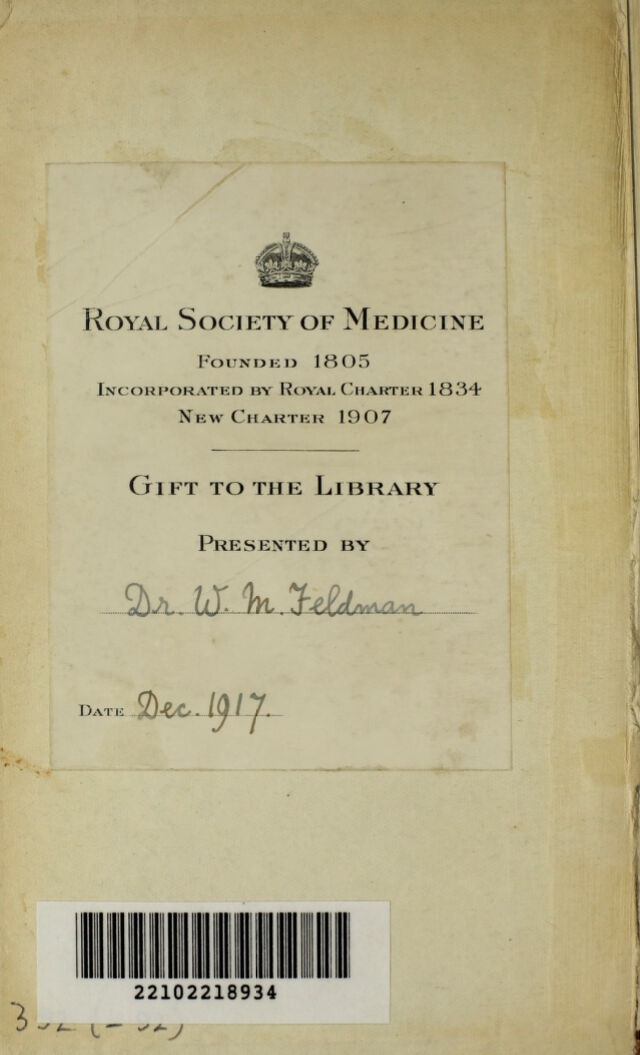 ROYAL SOCIETY OF MEDICINE
FOUNDED 1805
INCORPORATED BY ROYAL CHARTER 1834
NEW CHARTER 1907
GIFT TO THE LIBRARY
PRESENTED BY
Dr. W. M. Feldman
DATE Dec. 1917.
22102218934